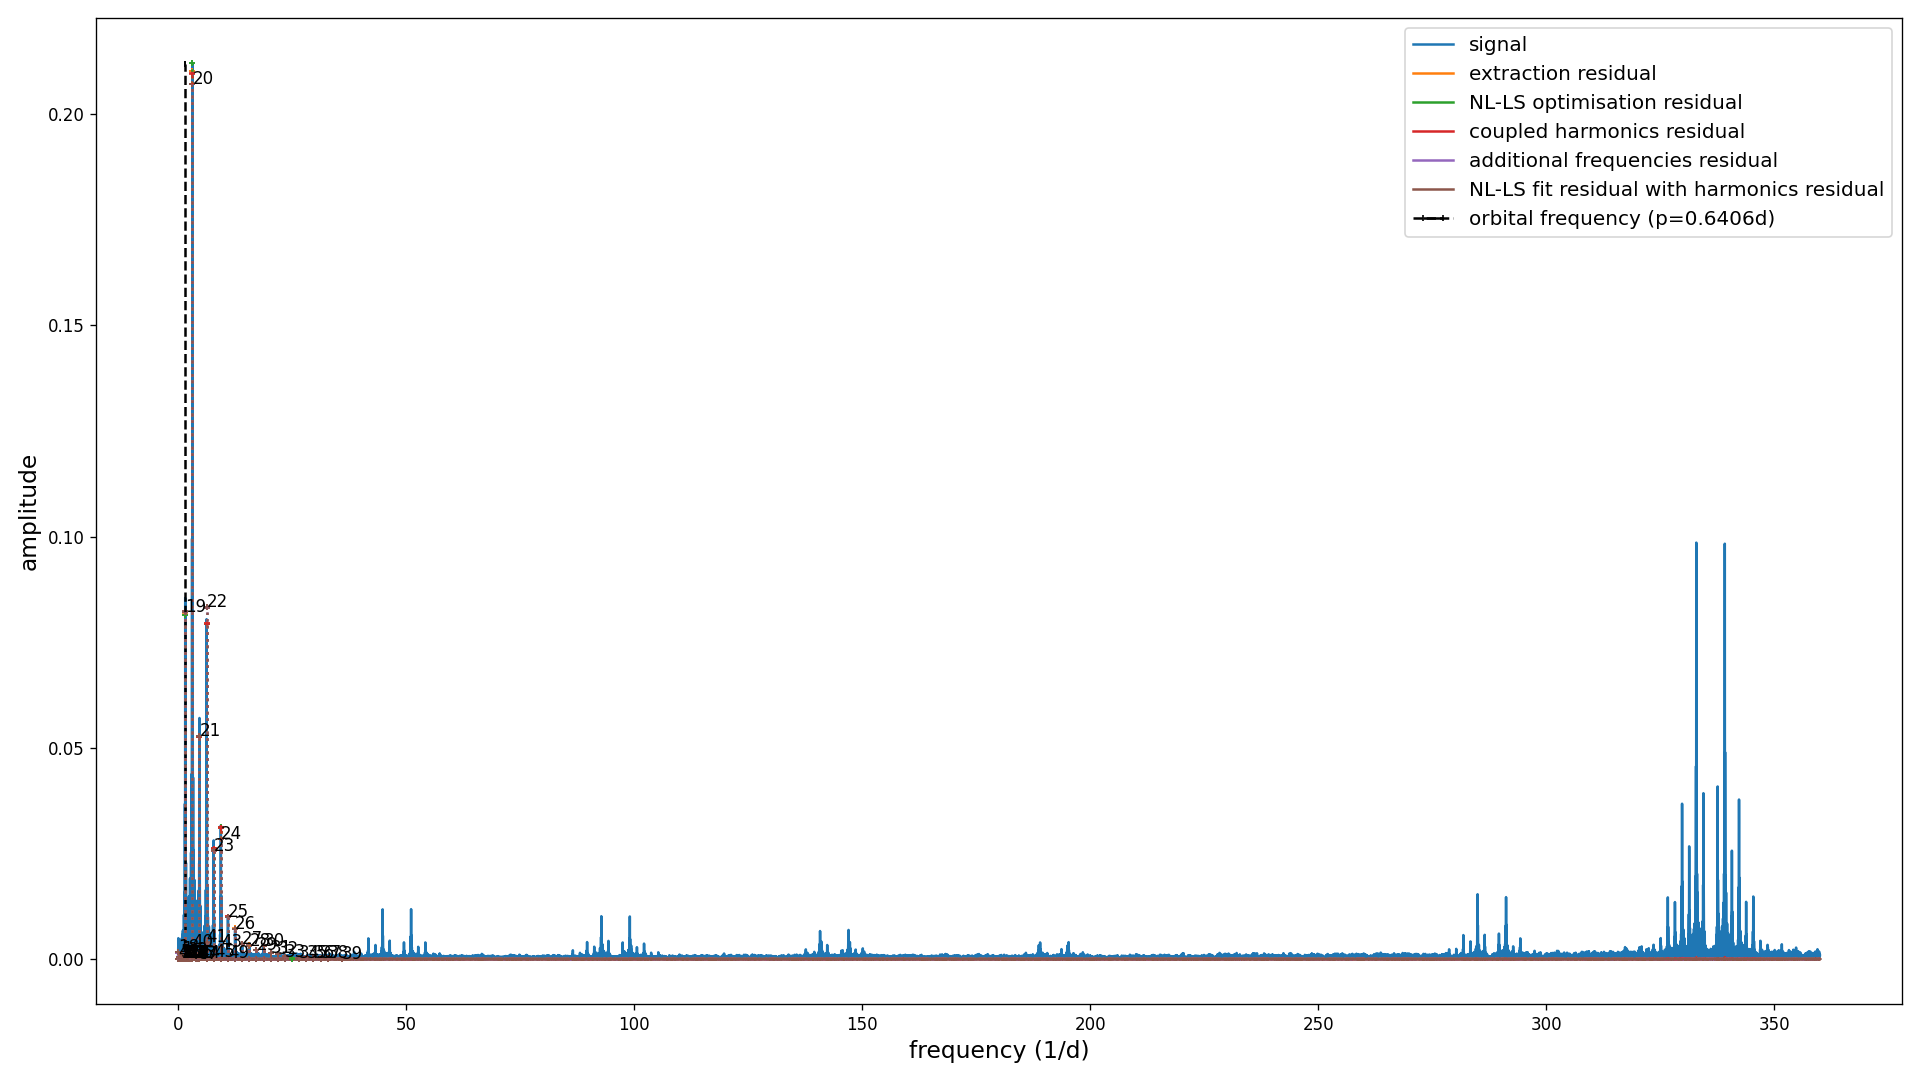 signal
extraction residual
NL-LS optimisation residual
coupled harmonics residual
additional frequencies residual
NL-LS fit residual with harmonics residual
orbital frequency (p=0.6406d)
amplitude
0.20
0.15
0.10
0.05
0.00
20
19
22
21
24
23
25
26
0
50
100
150
200
250
300
350
frequency (1/d)